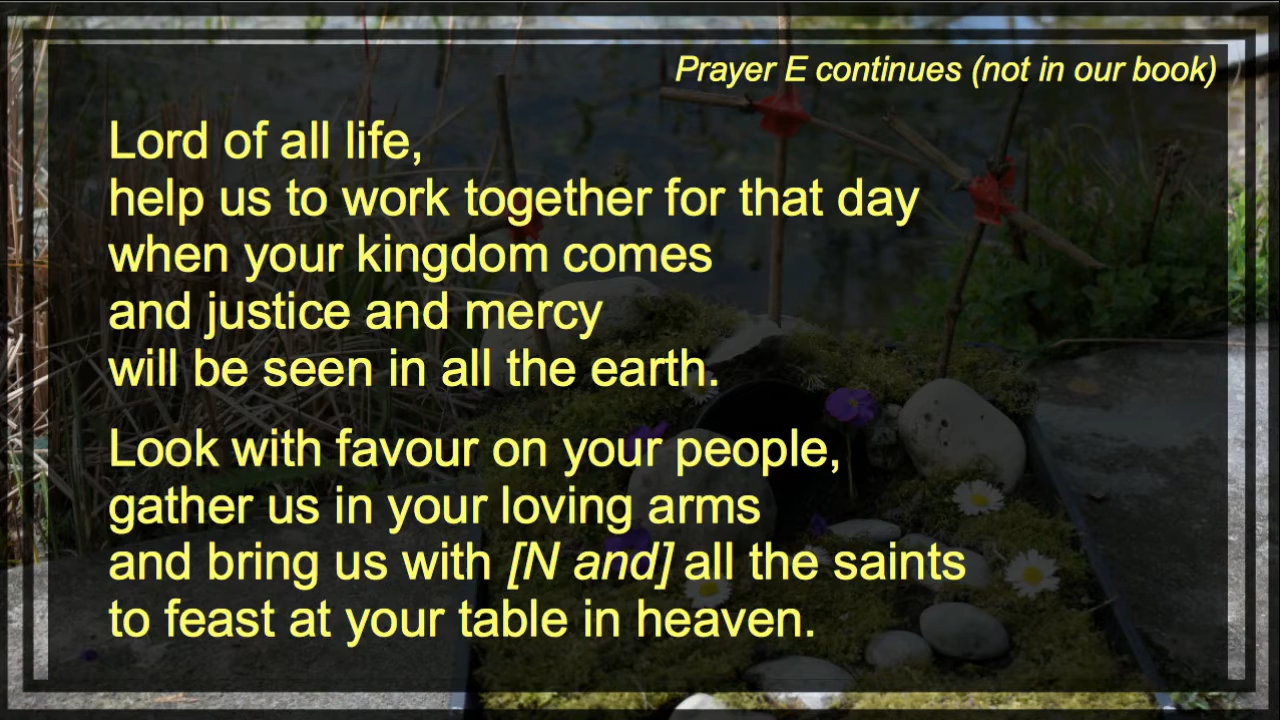 Prayer E continues (not in our book)
Lord of all life,
help us to work together for that day
when your kingdom comes
and justice and mercy
will be seen in all the earth.
Look with favour on your people,
gather us in your loving arms
and bring us with [N and] all the saints
to feast at your table in heaven.